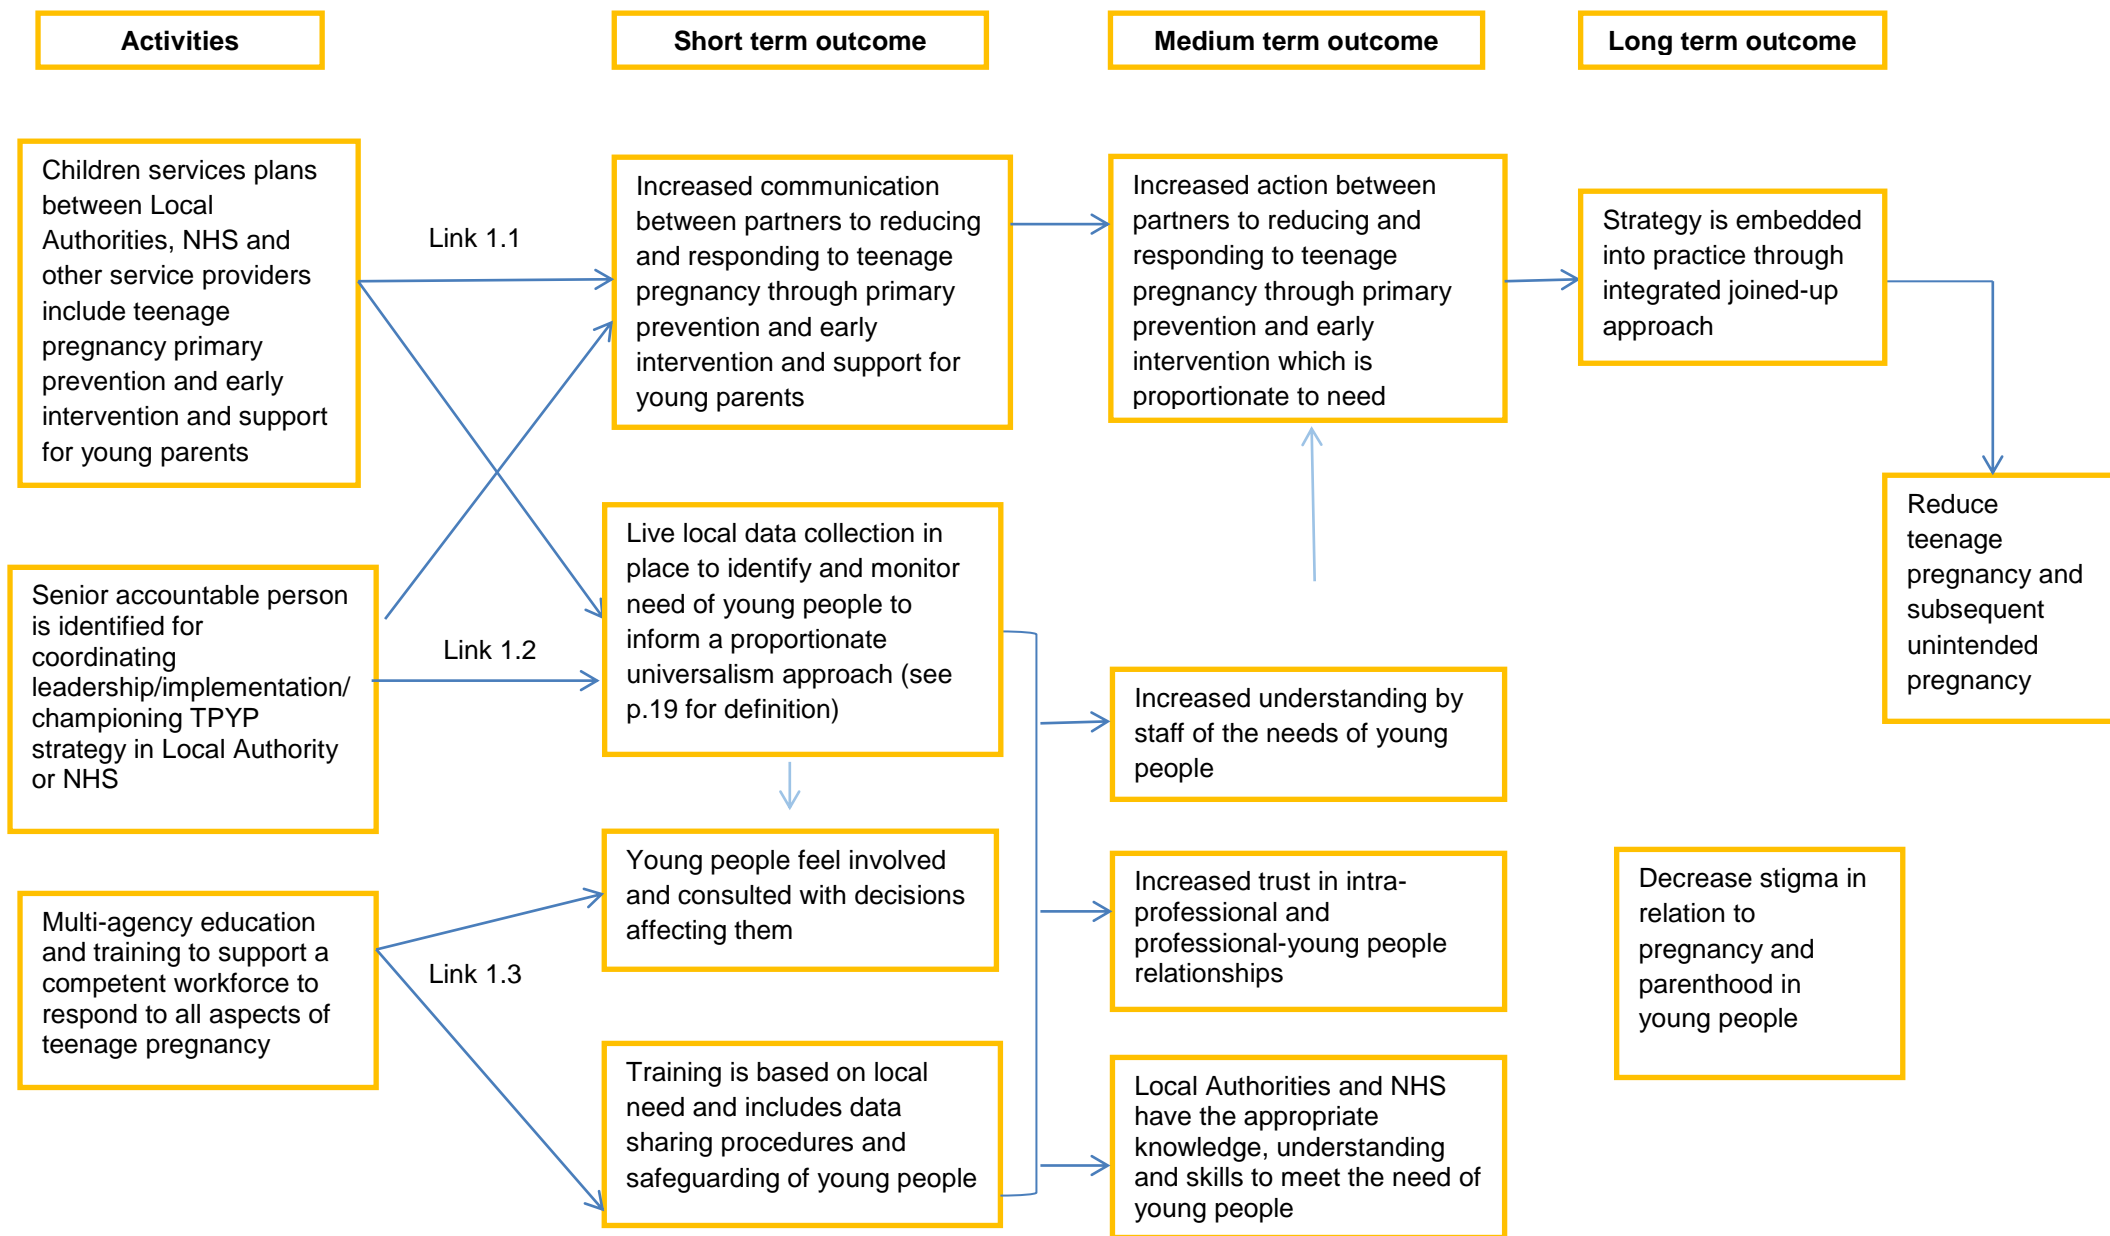 Activities
Short term outcome
Medium term outcome
Long term outcome
Children services plans
between Local
Authorities, NHS and
other service providers
include teenage
pregnancy primary
prevention and early
intervention and support
for young parents
Link 1.1
Increased communication
between partners to reducing
and responding to teenage
pregnancy through primary
prevention and early
intervention and support for
young parents
Increased action between
partners to reducing and
responding to teenage
pregnancy through primary
prevention and early
intervention which is
proportionate to need
Strategy is embedded
into practice through
integrated joined-up
approach
Reduce
teenage
pregnancy and
subsequent
unintended
pregnancy
Senior accountable person
is identified for
coordinating
leadership/implementation/
championing TPYP
strategy in Local Authority
or NHS
Link 1.2
Live local data collection in
place to identify and monitor
need of young people to
inform a proportionate
universalism approach (see
p.19 for definition)
Increased understanding by
staff of the needs of young
people
Multi-agency education
and training to support a
competent workforce to
respond to all aspects of
teenage pregnancy
Link 1.3
Young people feel involved
and consulted with decisions
affecting them
Increased trust in intra-
professional and
professional-young people
relationships
Decrease stigma in
relation to
pregnancy and
parenthood in
young people
Training is based on local
need and includes data
sharing procedures and
safeguarding of young people
Local Authorities and NHS
have the appropriate
knowledge, understanding
and skills to meet the need of
young people